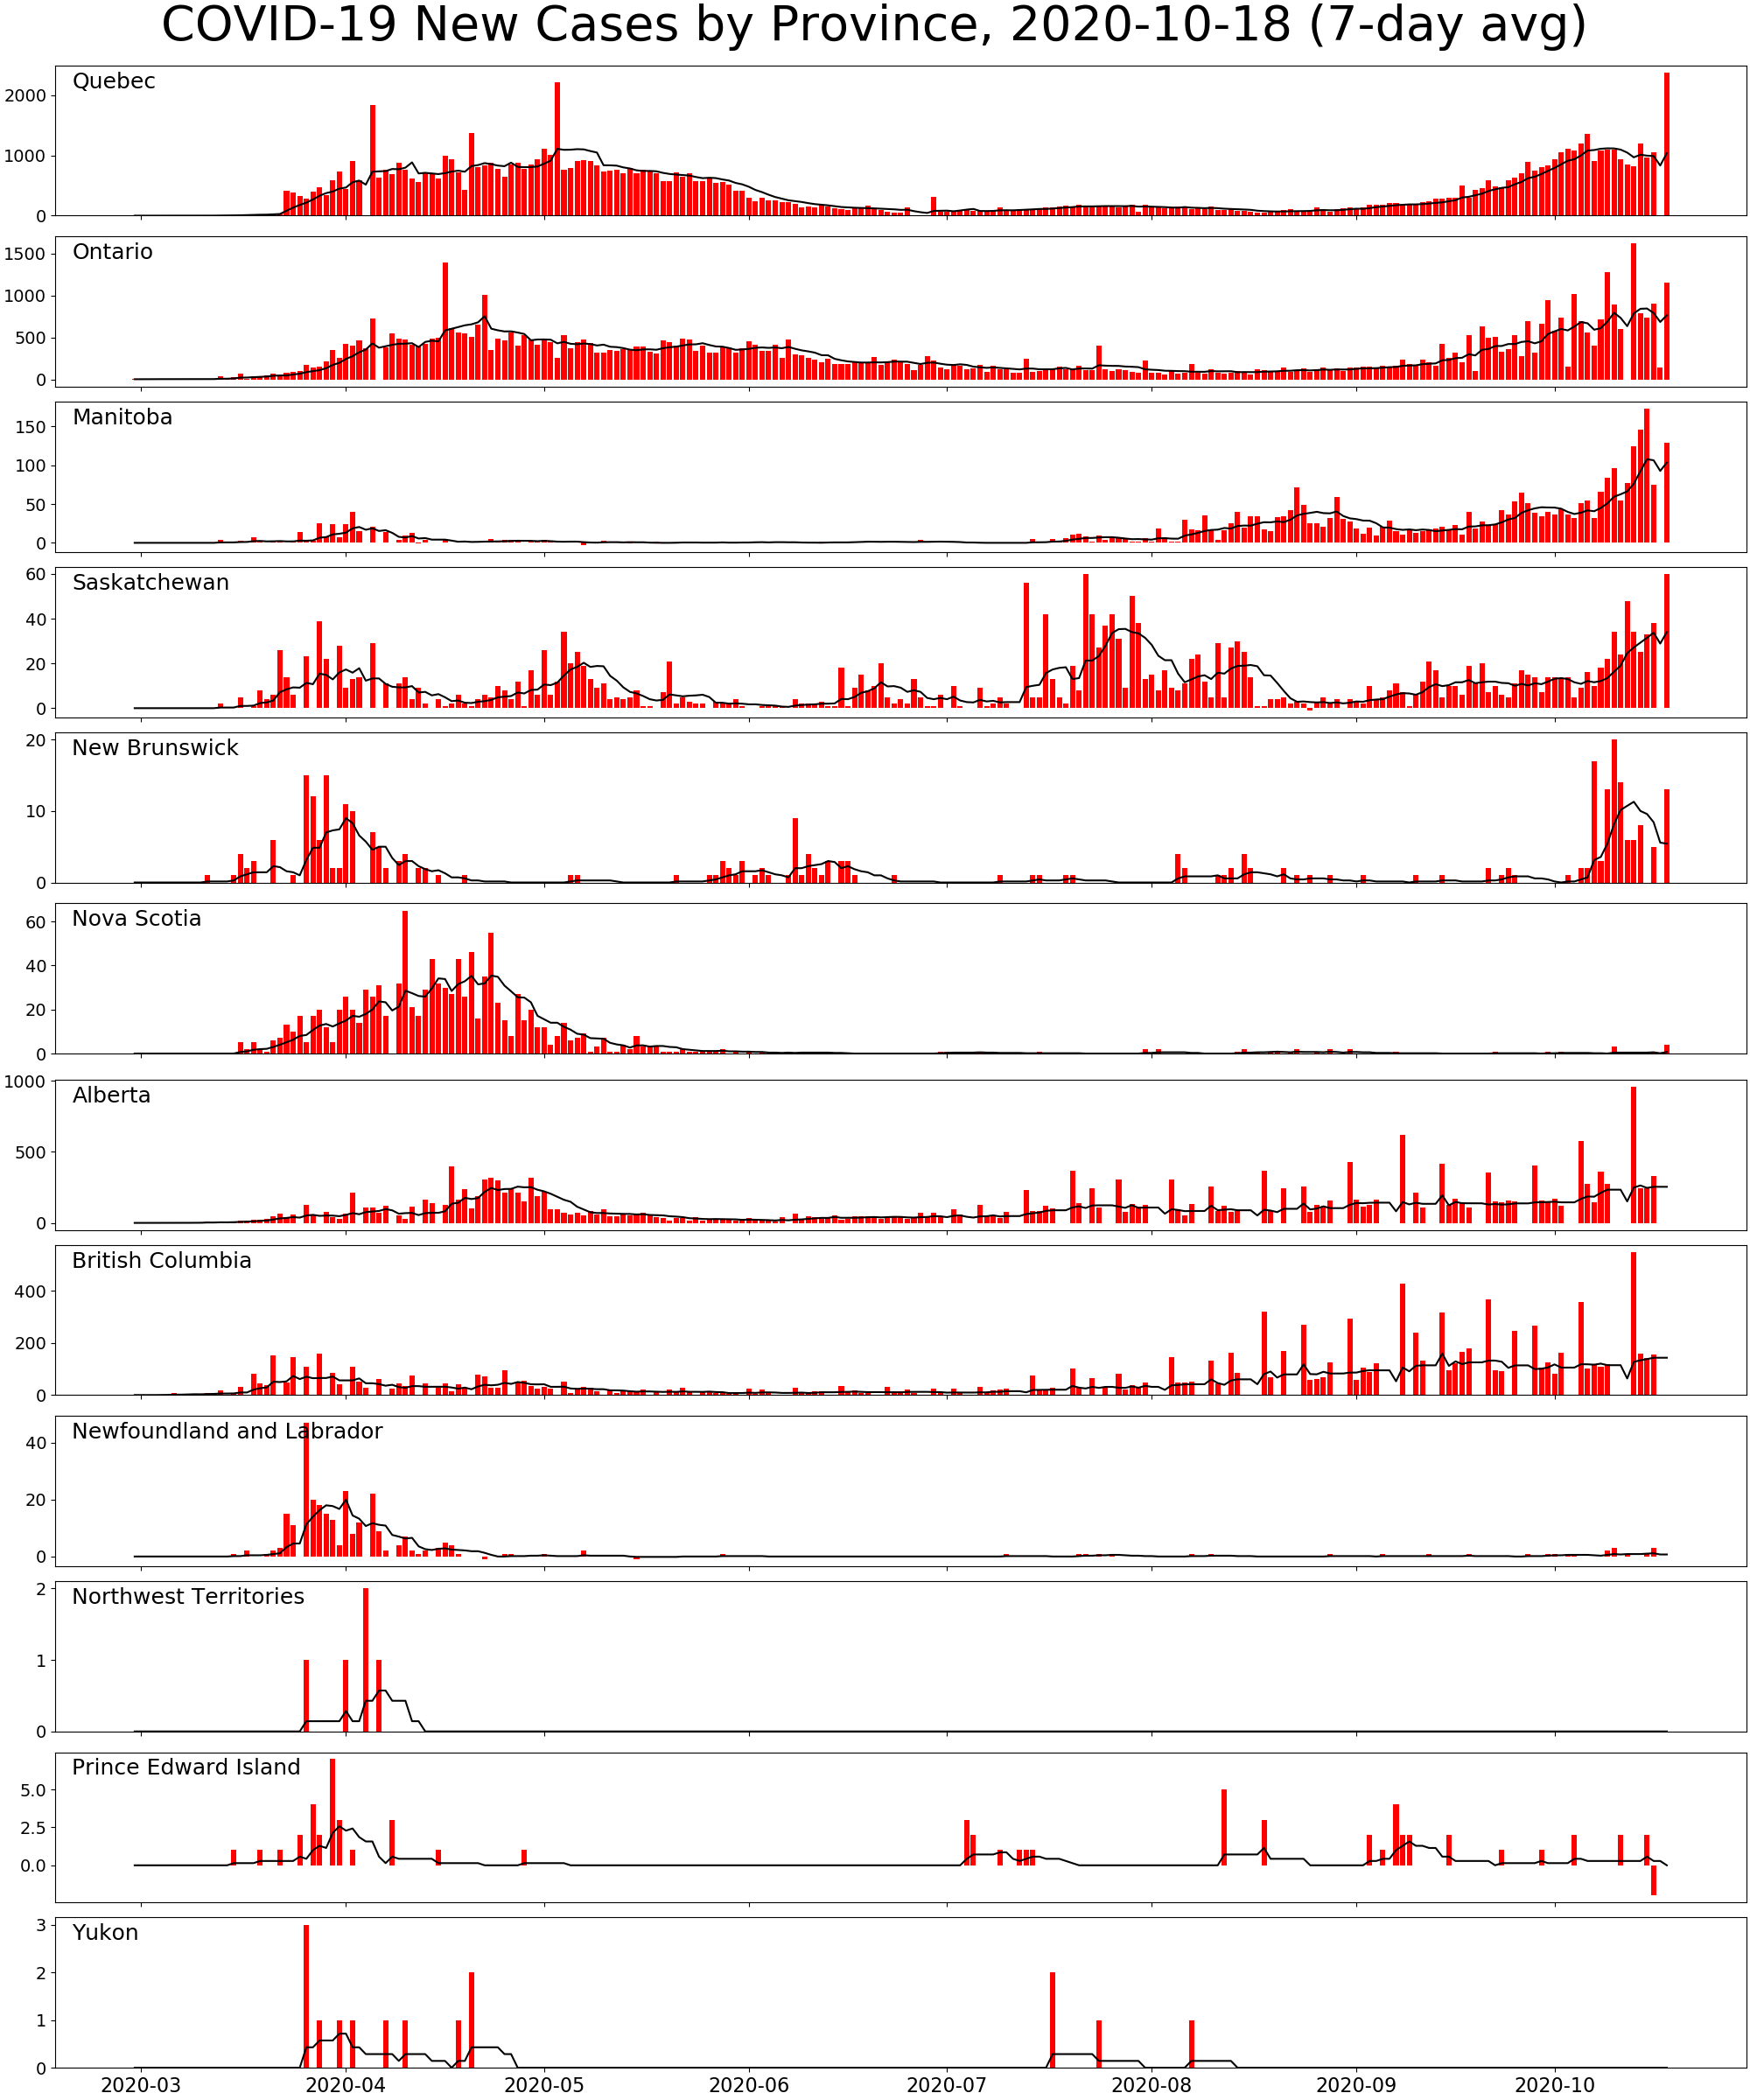 COVID-19 New Cases by Province, 2020-10-18 (7-day avg)
Quebec
2000
1000
0
Ontario
1500
1000
500
0
Manitoba
150
100
50
0
Saskatchewan
60
40
20
0
New Brunswick
20
10
0
Nova Scotia
60
40
20
0
Alberta
1000
500
0
British Columbia
400
200
0
Newfoundland and Labrador
40
20
0
Northwest Territories
2
1
0
Prince Edward Island
5.0
2.5
0.0
Yukon
3
2
1
0
2020-03 2020-04 2020-05 2020-06 2020-07 2020-08 2020-09 2020-10